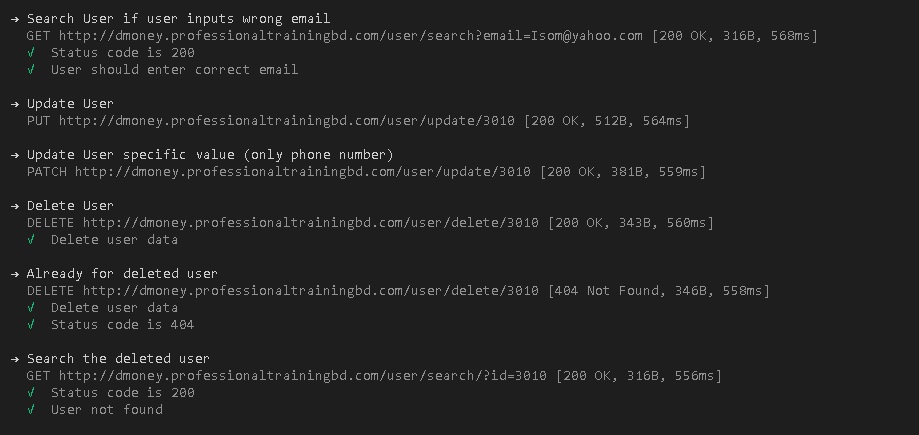 → Search User if user inputs wrong email
GET http://dmoney.professionaltrainingbd.com/user/search?email=Isom@yahoo.com [200 OK, 316B, 568ms]
√ Status code is 200
√ User should enter correct email
→ Update User
PUT http://dmoney.professionaltrainingbd.com/user/update/3010 [200 OK, 512B, 564ms]
→ Update User specific value (only phone number)
PATCH http://dmoney.professionaltrainingbd.com/user/update/3010 [200 OK, 381B, 559ms]
→ Delete User
DELETE http://dmoney.professionaltrainingbd.com/user/delete/3010 [200 OK, 343B, 560ms]
√ Delete user data
→ Already for deleted user
DELETE http://dmoney.professionaltrainingbd.com/user/delete/3010 [404 Not Found, 346B, 558ms]
√ Delete user data
√ Status code is 404
→ Search the deleted user
GET http://dmoney.professionaltrainingbd.com/user/search/?id=3010 [200 OK, 316B, 556ms]
√ Status code is 200
√ User not found